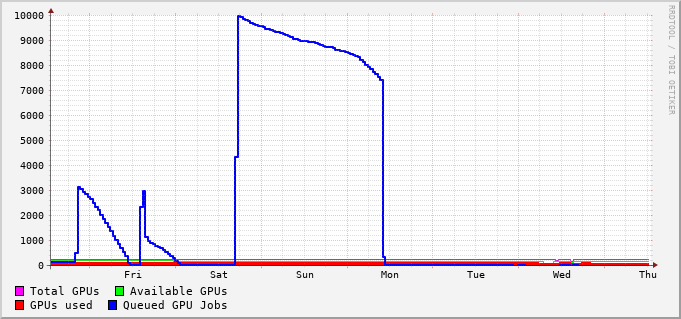 10000
9000
8000
7000
6000
5000
4000
3000
2000
1000
0
Fri Sat Sun Mon Tue Wed Thu
Total GPUs Available GPUs
GPUs used Queued GPU Jobs
RRDTOOL / TOBI OETIKER